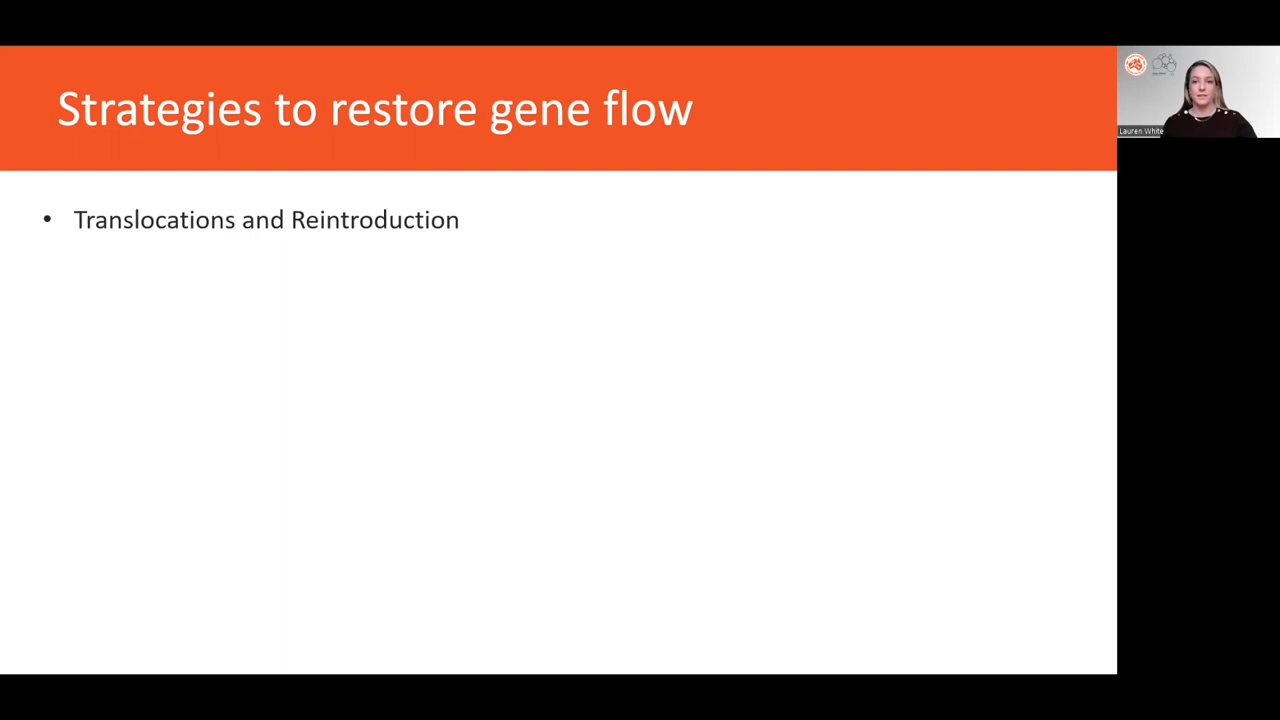 Strategies to restore gene flow
• Translocations and Reintroduction
Lauren White